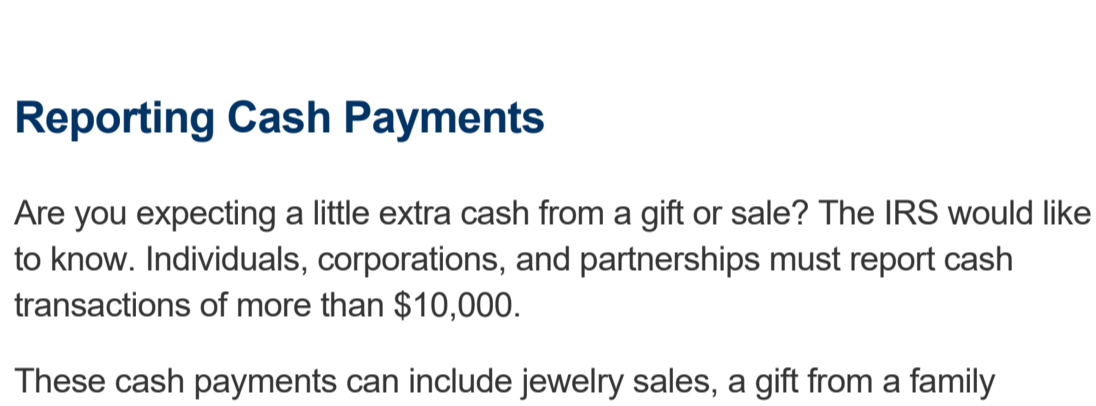 Reporting Cash Payments
Are you expecting a little extra cash from a gift or sale? The IRS would like
to know. Individuals, corporations, and partnerships must report cash
transactions of more than $10,000.
These cash payments can include jewelry sales, a gift from a family